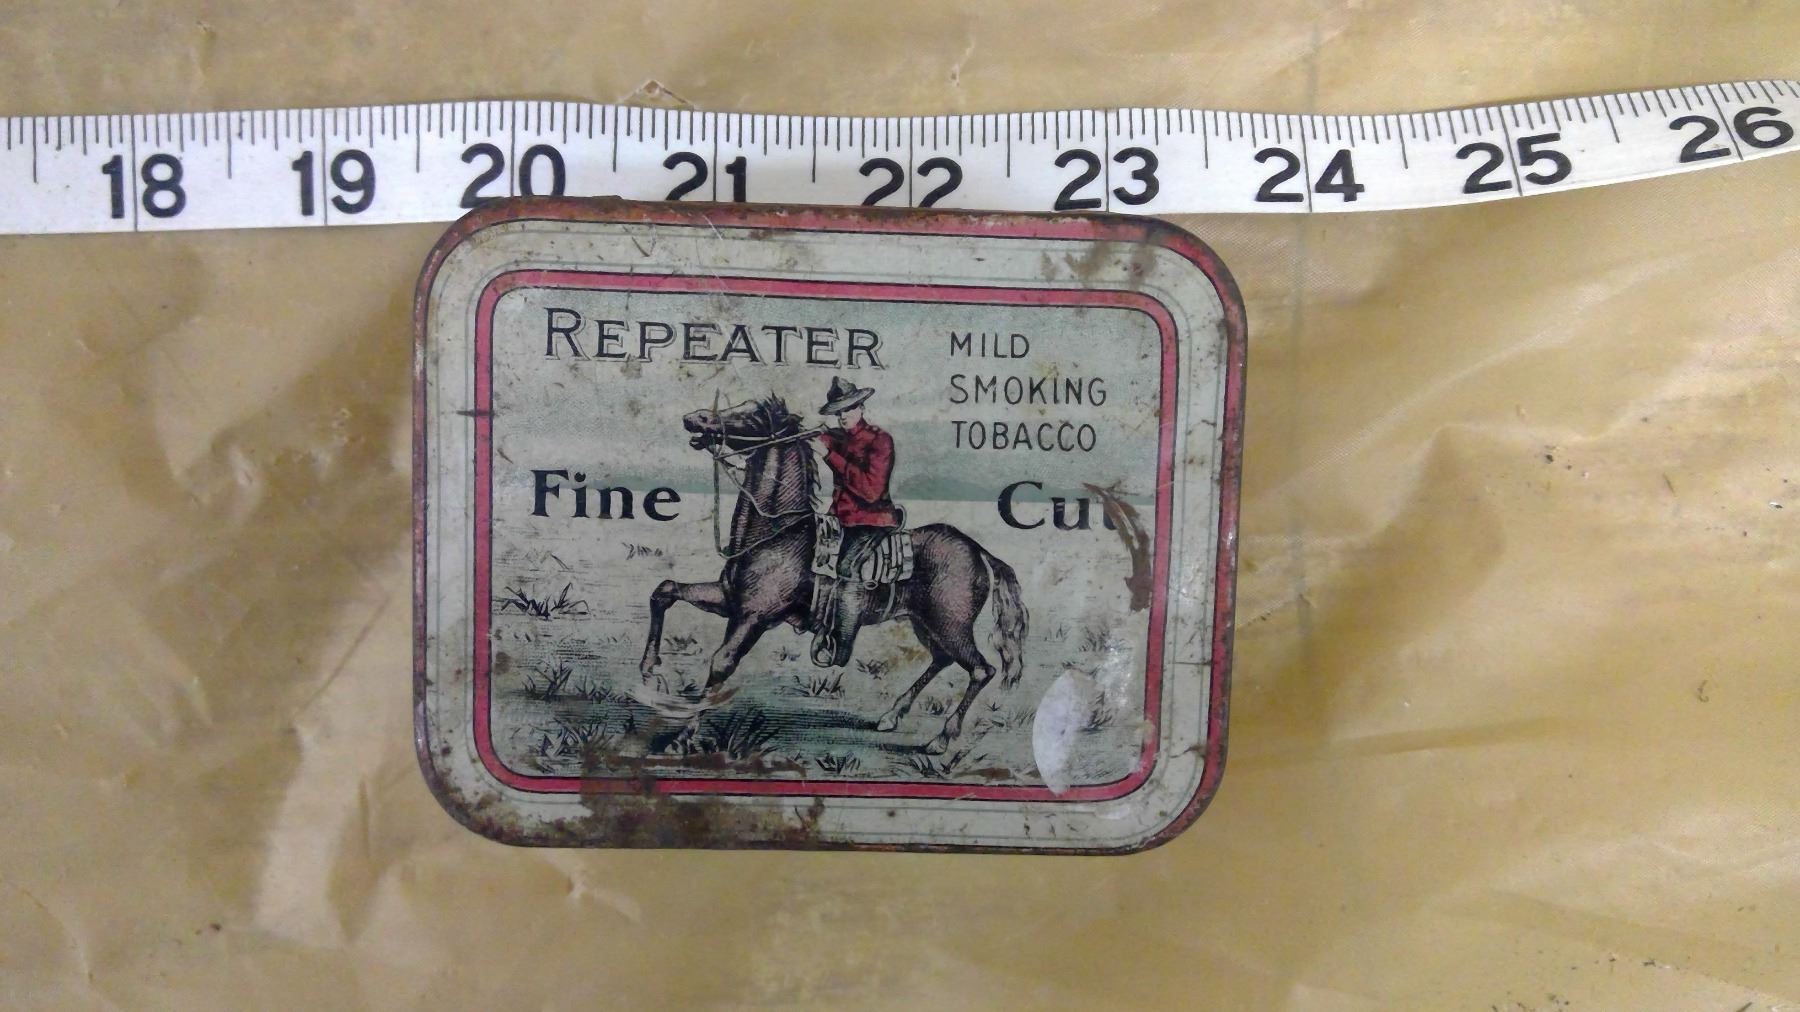 18 19 20 21 22 23 24 25 26
REPEATER
MILD
SMOKING
TOBACCO
Fine Cut